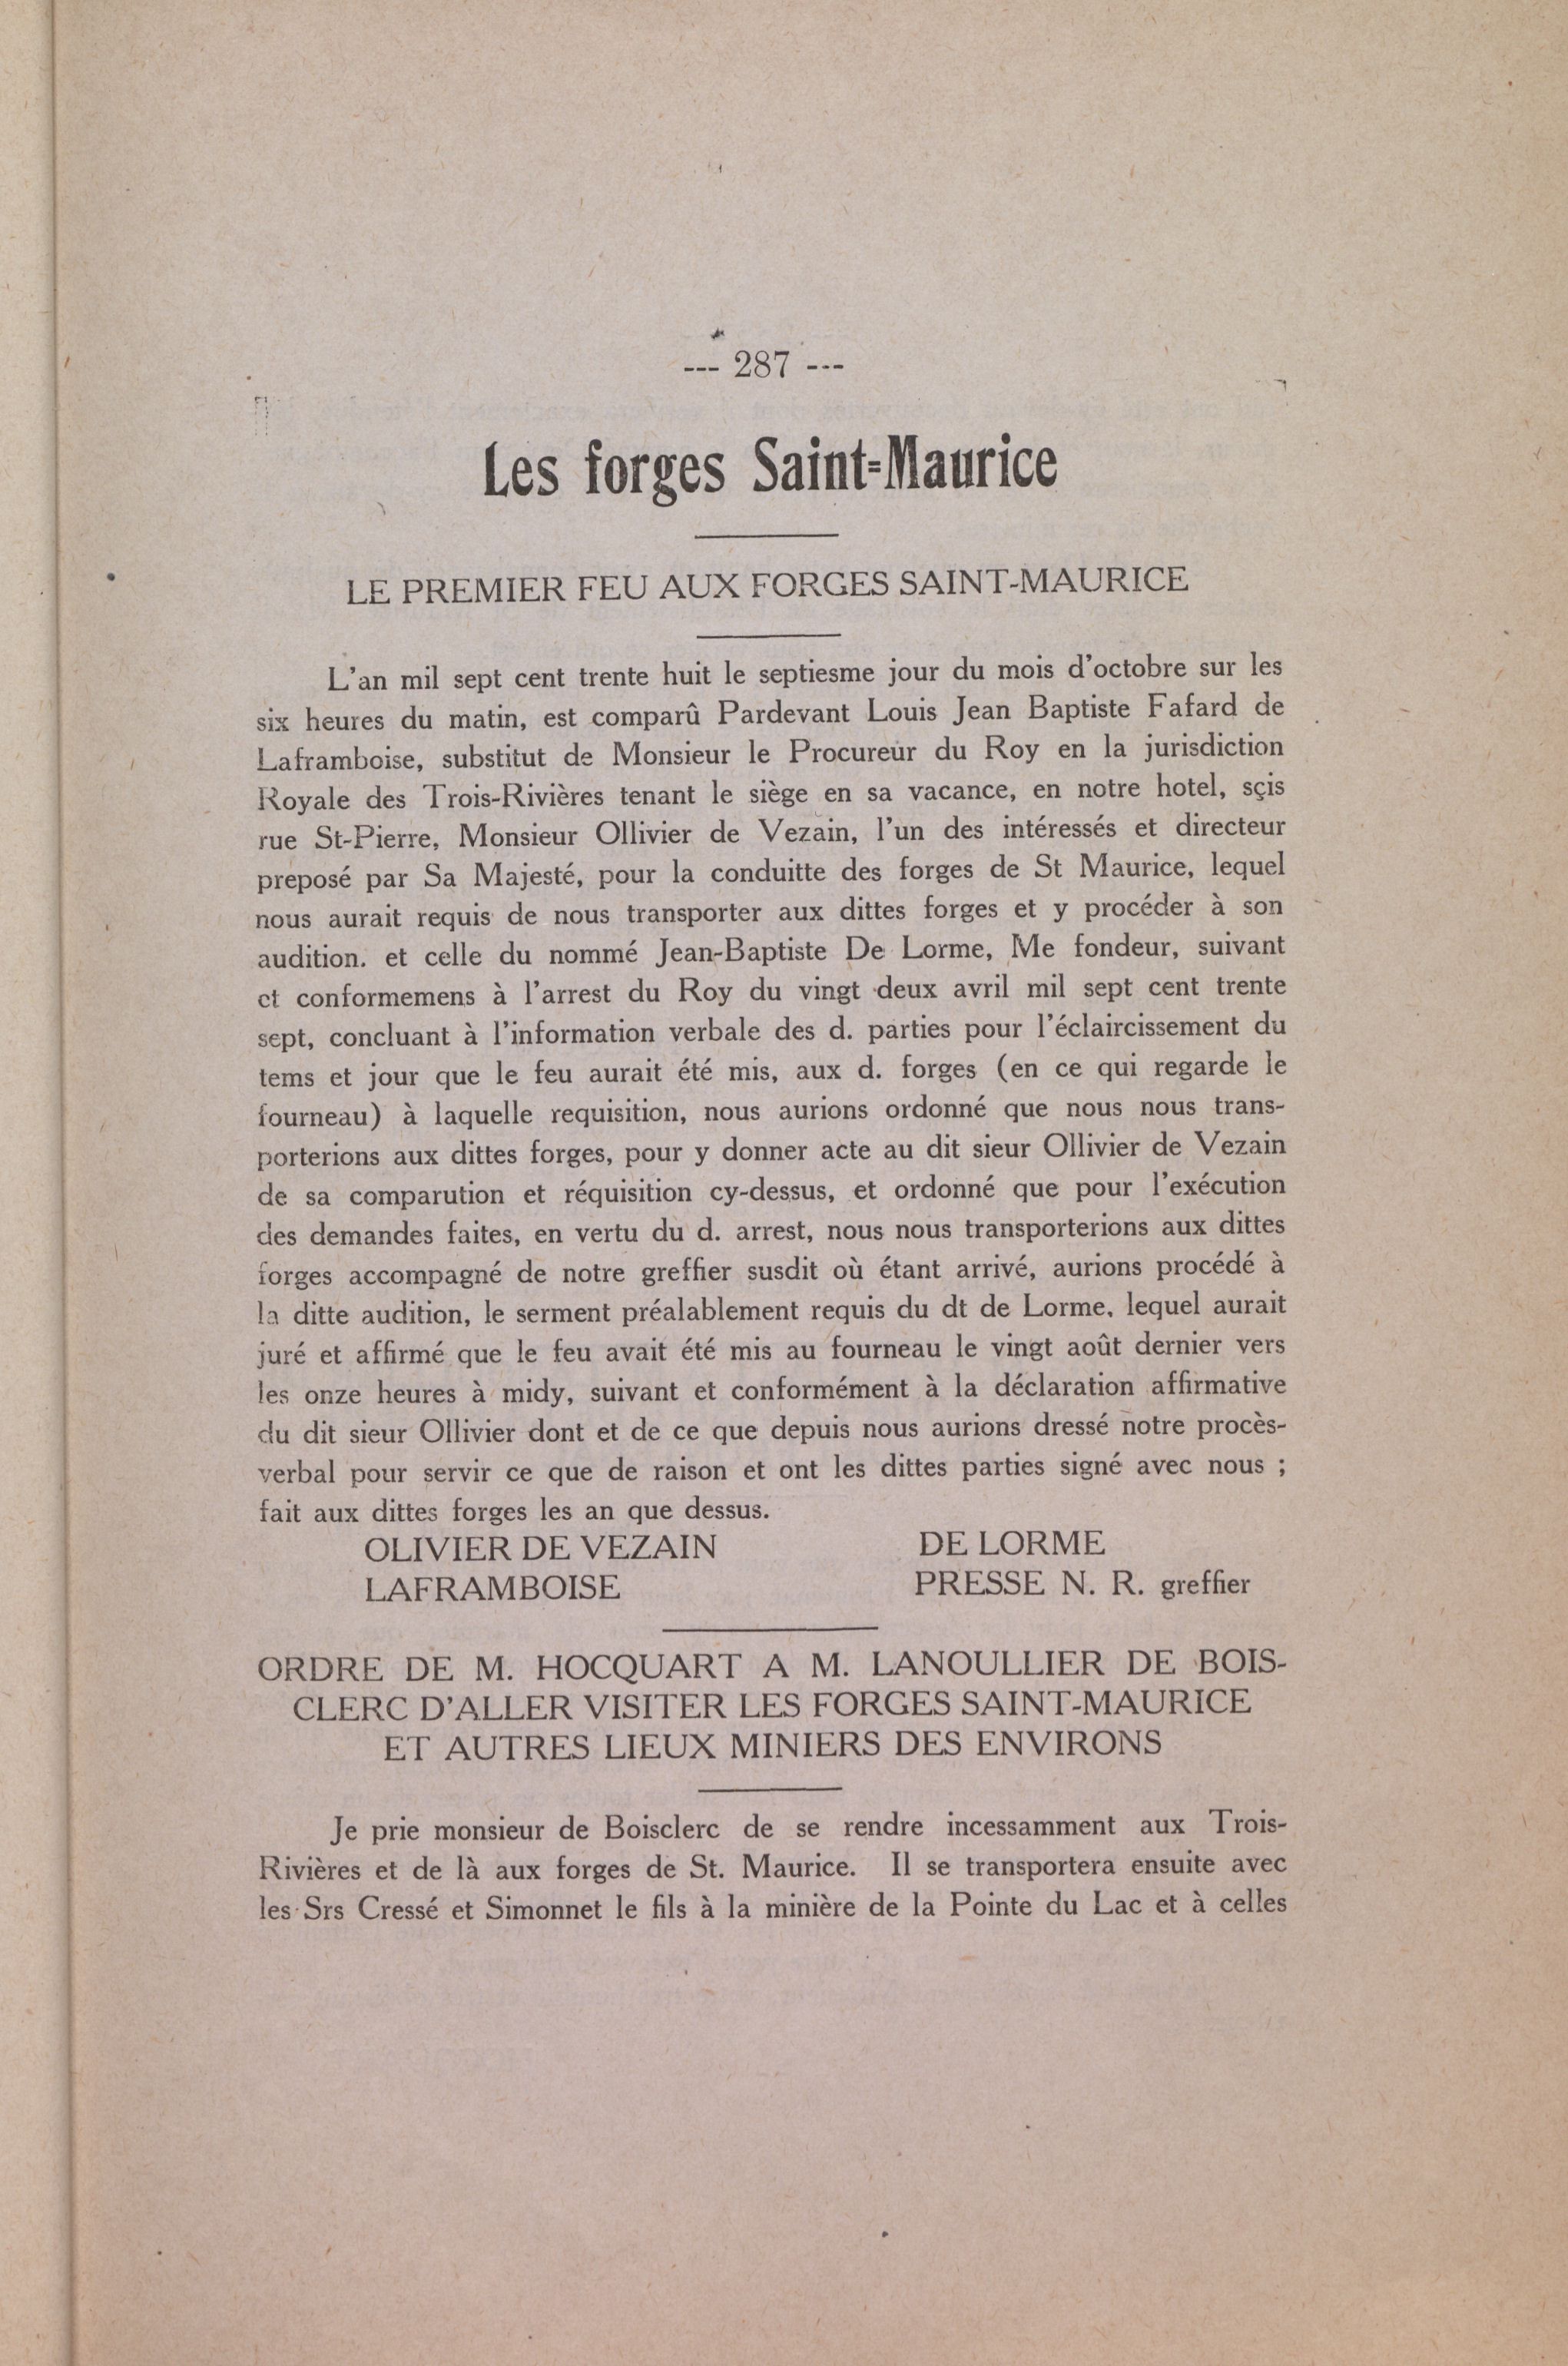 --- 287 ---
Les forges Saint-Maurice
LE PREMIER FEU AUX FORGES SAINT-MAURICE
L'an mil sept cent trente huit le septiesme jour du mois d'octobre sur les
six heures du matin, est comparû Pardevant Louis Jean Baptiste Fafard de
Laframboise, substitut de Monsieur le Procureur du Roy en la jurisdiction
Royale des Trois-Rivières tenant le siège en sa vacance, en notre hotel, sçis
rue St-Pierre, Monsieur Ollivier de Vezain, l'un des intéressés et directeur
preposé par Sa Majesté, pour la conduitte des forges de St Maurice, lequel
nous aurait requis de nous transporter aux dittes forges et y procéder à son
audition. et celle du nommé Jean-Baptiste De Lorme, Me fondeur, suivant
et conformemens à l'arrest du Roy du vingt deux avril mil sept cent trente
sept, concluant à l'information verbale des d. parties pour l'éclaircissement du
tems et jour que le feu aurait été mis, aux d. forges (en ce qui regarde le
fourneau) à laquelle requisition, nous aurions ordonné que nous nous trans-
porterions aux dittes forges, pour y donner acte au dit sieur Ollivier de Vezain
de sa comparution et réquisition cy-dessus, et ordonné que pour l'exécution
des demandes faites, en vertu du d. arrest, nous nous transporterions aux dittes
forges accompagné de notre greffier susdit où étant arrivé, aurions procédé à
la ditte audition, le serment préalablement requis du dt de Lorme, lequel aurait
juré et affirmé que le feu avait été mis au fourneau le vingt août dernier vers
les onze heures à midy, suivant et conformément à la déclaration affirmative
du dit sieur Ollivier dont et de ce que depuis nous aurions dressé notre procès-
verbal pour servir ce que de raison et ont les dittes parties signé avec nous ;
fait aux dittes forges les an que dessus.
OLIVIER DE VEZAIN DE LORME
LAFRAMBOISE PRESSE N. R. greffier
ORDRE DE M. HOCQUART A M. LANOULLIER DE BOIS-
CLERC D'ALLER VISITER LES FORGES SAINT-MAURICE
ET AUTRES LIEUX MINIERS DES ENVIRONS
Je prie monsieur de Boisclerc de se rendre incessamment aux Trois-
Rivières et de là aux forges de St. Maurice. Il se transportera ensuite avec
les Srs Cressé et Simonnet le fils à la minière de la Pointe du Lac et à celles